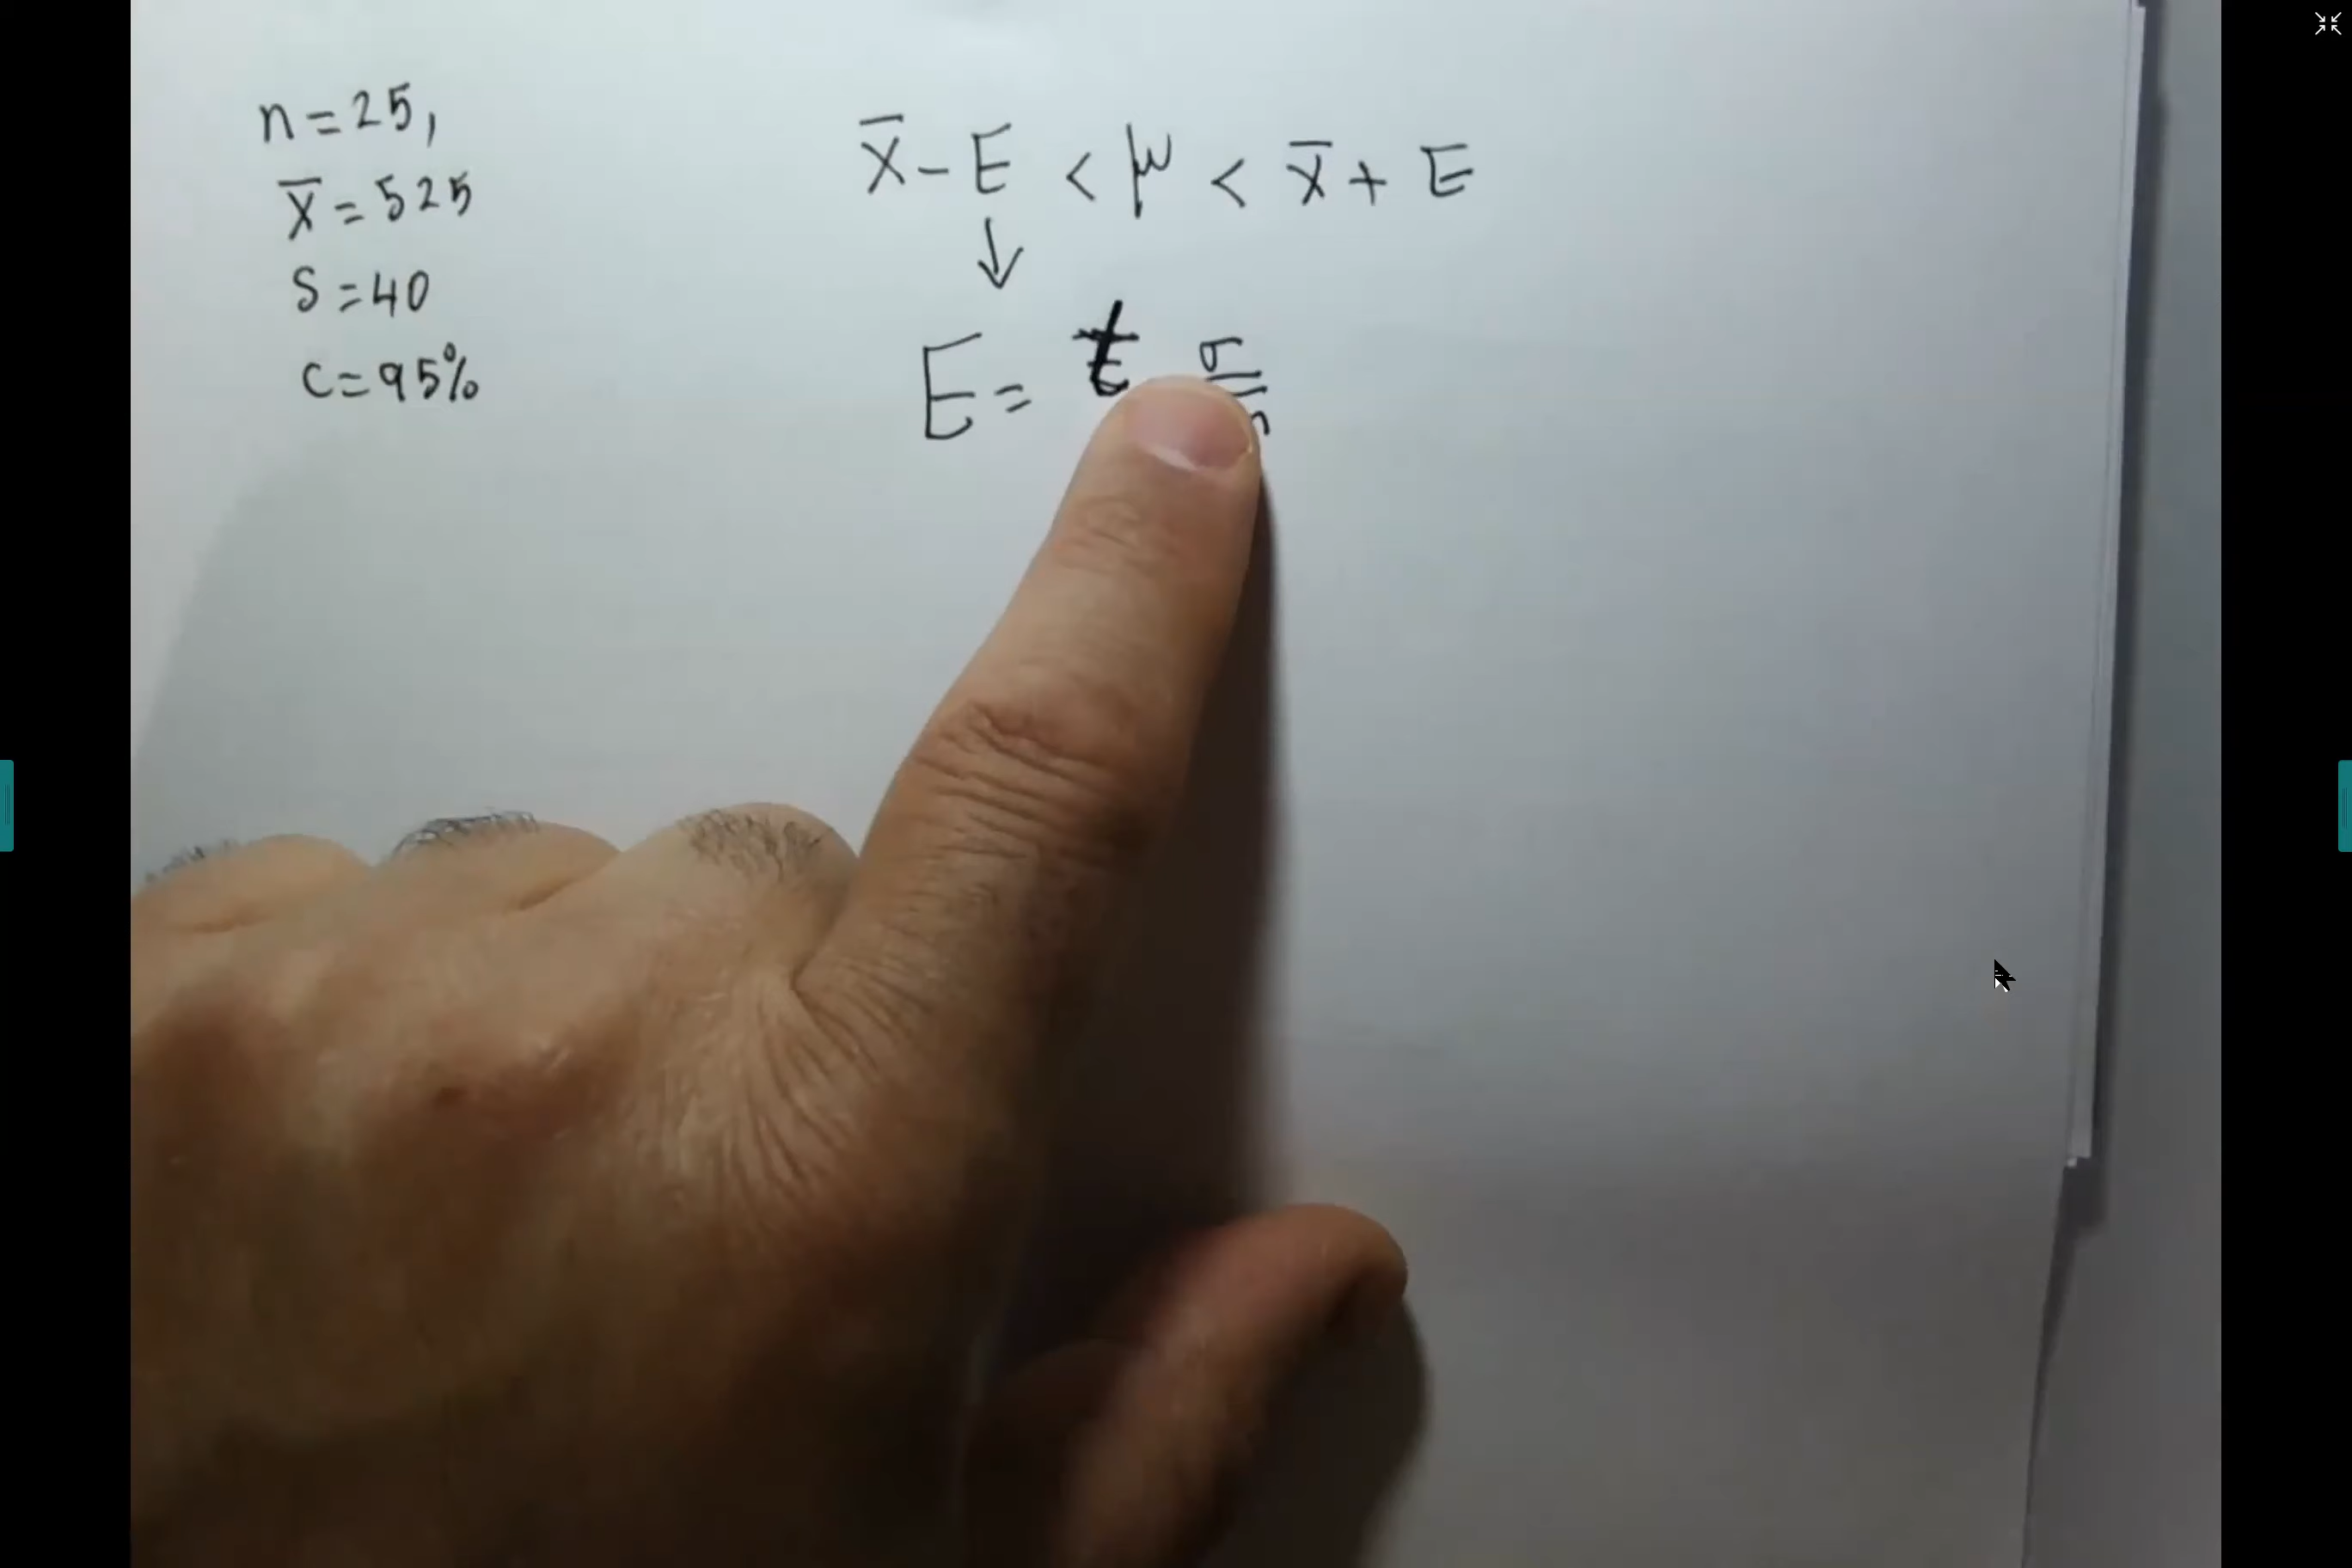 n=25,
x̄=525
S=40
C=95%
x̄-E<μ<x̄+E
↓
E=t σ/√n